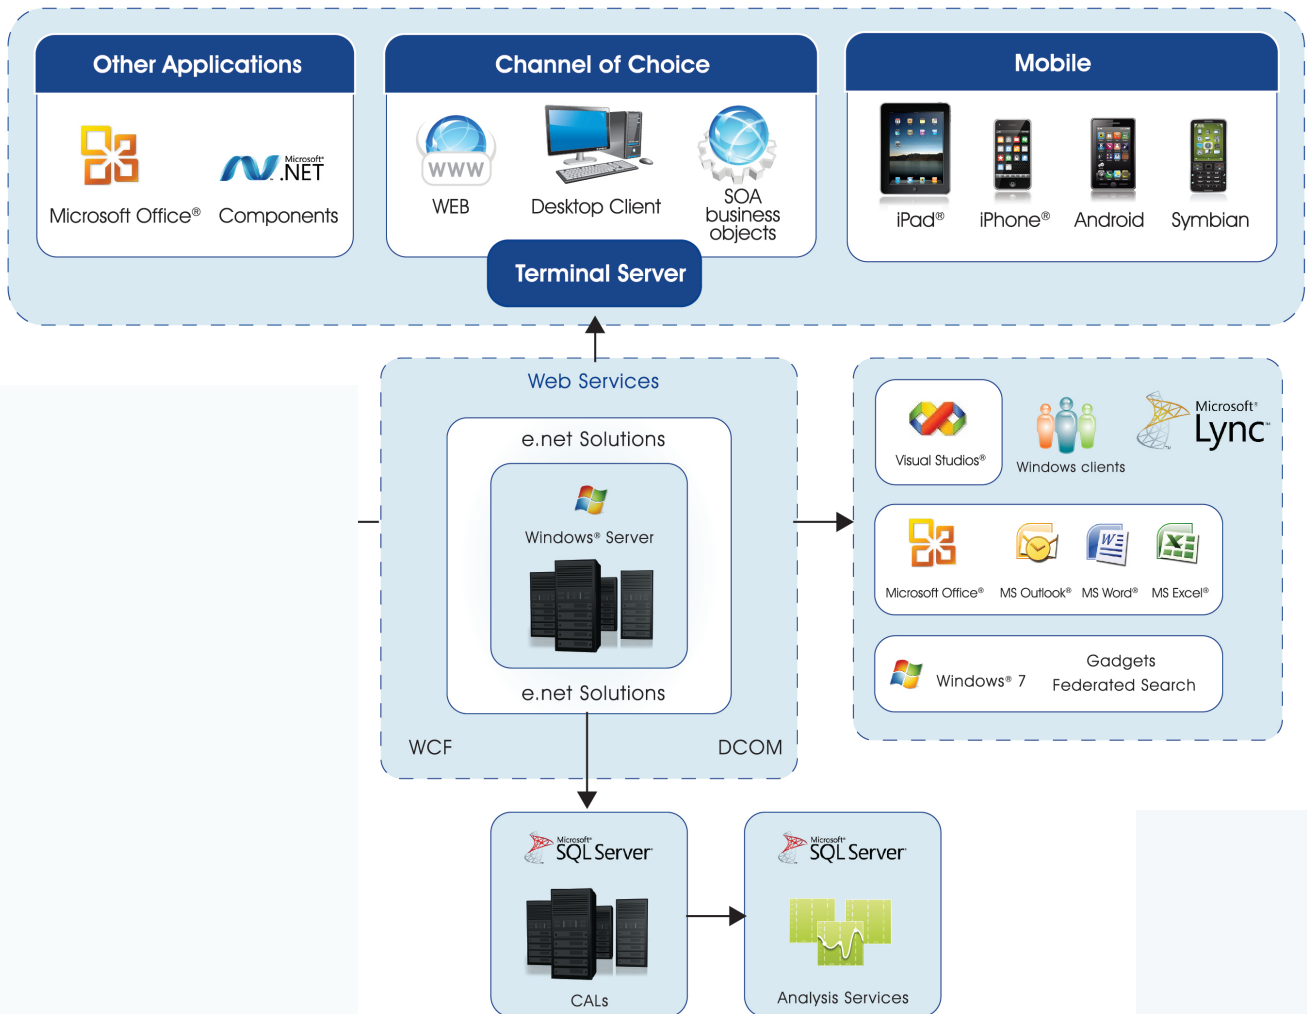 Other Applications
Channel of Choice
Mobile
Microsoft®
.NET
WWW
Microsoft Office®
Components
WEB
Desktop Client
SOA
business
objects
iPad®
iPhone®
Android
Symbian
Terminal Server
Web Services
e.net Solutions
Windows® Server
e.net Solutions
WCF
DCOM
Visual Studios®
Windows clients
Microsoft®
Lync™
Microsoft Office®
MS Outlook®
MS Word®
MS Excel®
Windows® 7
Gadgets
Federated Search
Microsoft®
SQL Server®
CALs
Microsoft®
SQL Server®
Analysis Services